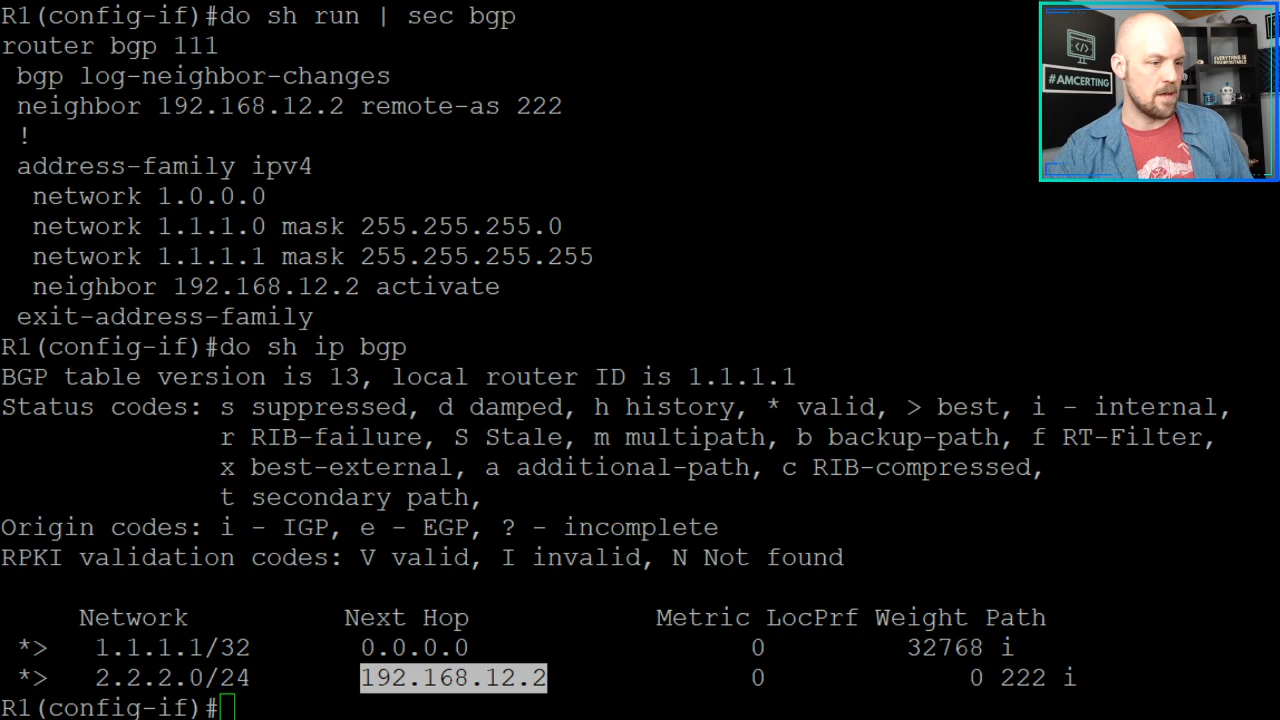 R1(config-if)#do sh run | sec bgp
router bgp 111
 bgp log-neighbor-changes
 neighbor 192.168.12.2 remote-as 222
 !
 address-family ipv4
  network 1.0.0.0
  network 1.1.1.0 mask 255.255.255.0
  network 1.1.1.1 mask 255.255.255.255
  neighbor 192.168.12.2 activate
 exit-address-family
R1(config-if)#do sh ip bgp
BGP table version is 13, local router ID is 1.1.1.1
Status codes: s suppressed, d damped, h history, * valid, > best, i - internal,
              r RIB-failure, S Stale, m multipath, b backup-path, f RT-Filter,
              x best-external, a additional-path, c RIB-compressed,
              t secondary path,
Origin codes: i - IGP, e - EGP, ? - incomplete
RPKI validation codes: V valid, I invalid, N Not found
     Network          Next Hop            Metric LocPrf Weight Path
 *>   1.1.1.1/32       0.0.0.0                  0         32768 i
 *>   2.2.2.0/24       192.168.12.2             0             0 222 i
R1(config-if)#
#AMCERTING